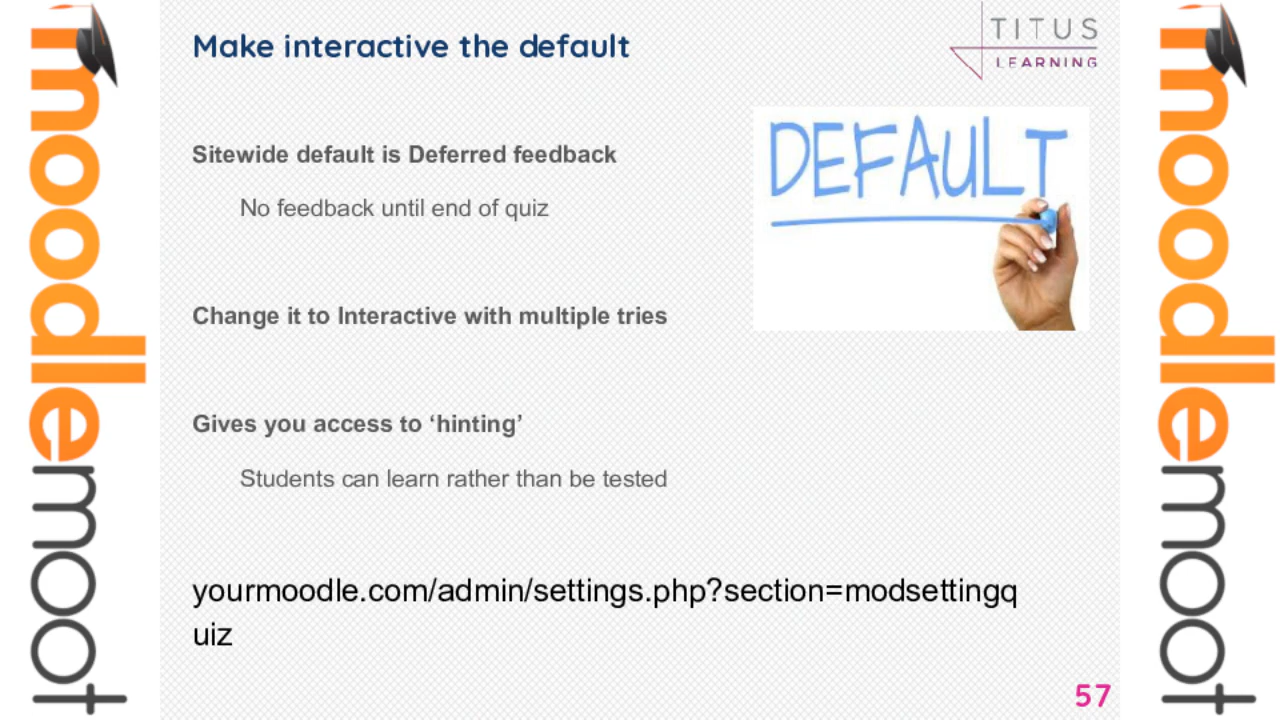 moodlemoot
Make interactive the default
TITUS
LEARNING
Sitewide default is Deferred feedback
No feedback until end of quiz
DEFAULT
Change it to Interactive with multiple tries
Gives you access to ‘hinting’
Students can learn rather than be tested
yourmoodle.com/admin/settings.php?section=modsettingq
uiz
57
moodlemoot